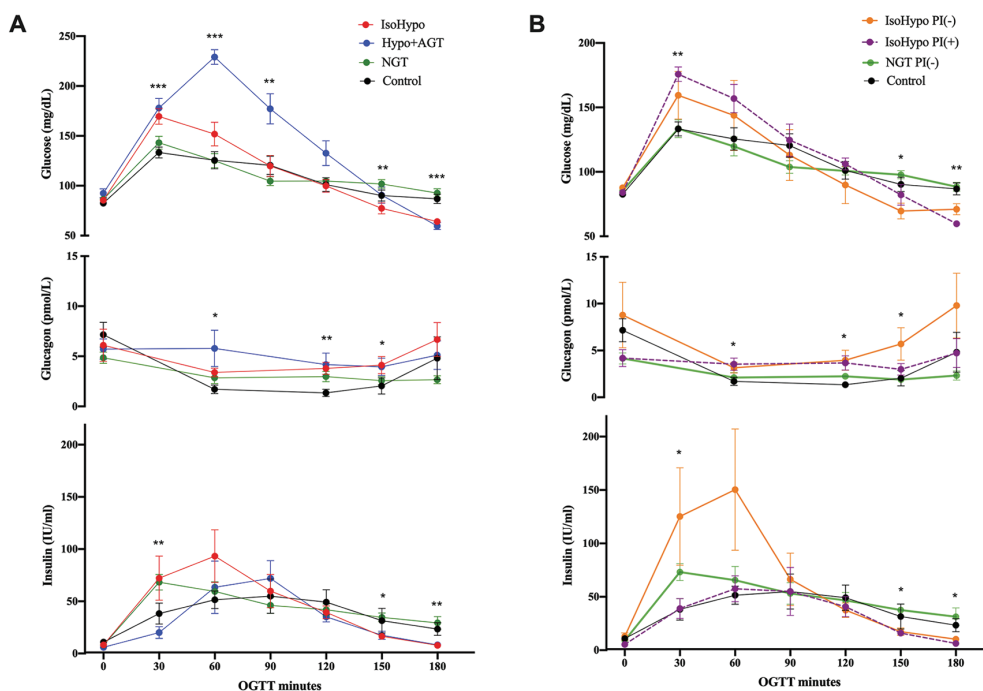 A
IsoHypo
Hypo+AGT
NGT
Control
Glucose (mg/dL)
250
200
150
100
50
***
***
**
**
***
Glucagon (pmol/L)
15
10
5
0
*
**
*
Insulin (IU/ml)
200
150
100
50
0
**
*
**
0 30 60 90 120 150 180
OGTT minutes
B
IsoHypo PI(-)
IsoHypo PI(+)
NGT PI(-)
Control
Glucose (mg/dL)
200
150
100
50
**
*
**
Glucagon (pmol/L)
15
10
5
0
*
*
*
Insulin (IU/ml)
200
150
100
50
0
*
*
*
0 30 60 90 120 150 180
OGTT minutes